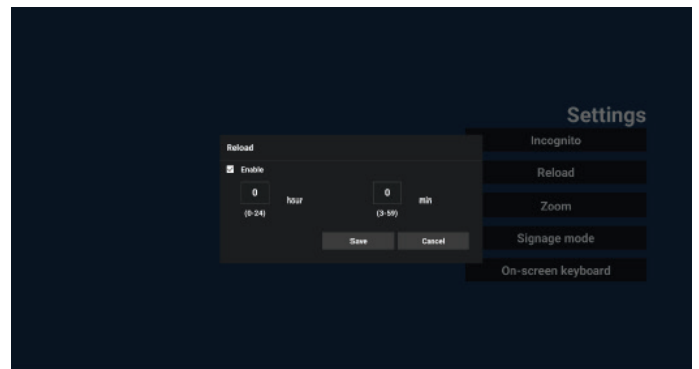 Settings
Incognito
Reload
Zoom
Signage mode
On-screen keyboard
Reload
Enable
0 hour 0 min
(0-24) (3-59)
Save Cancel